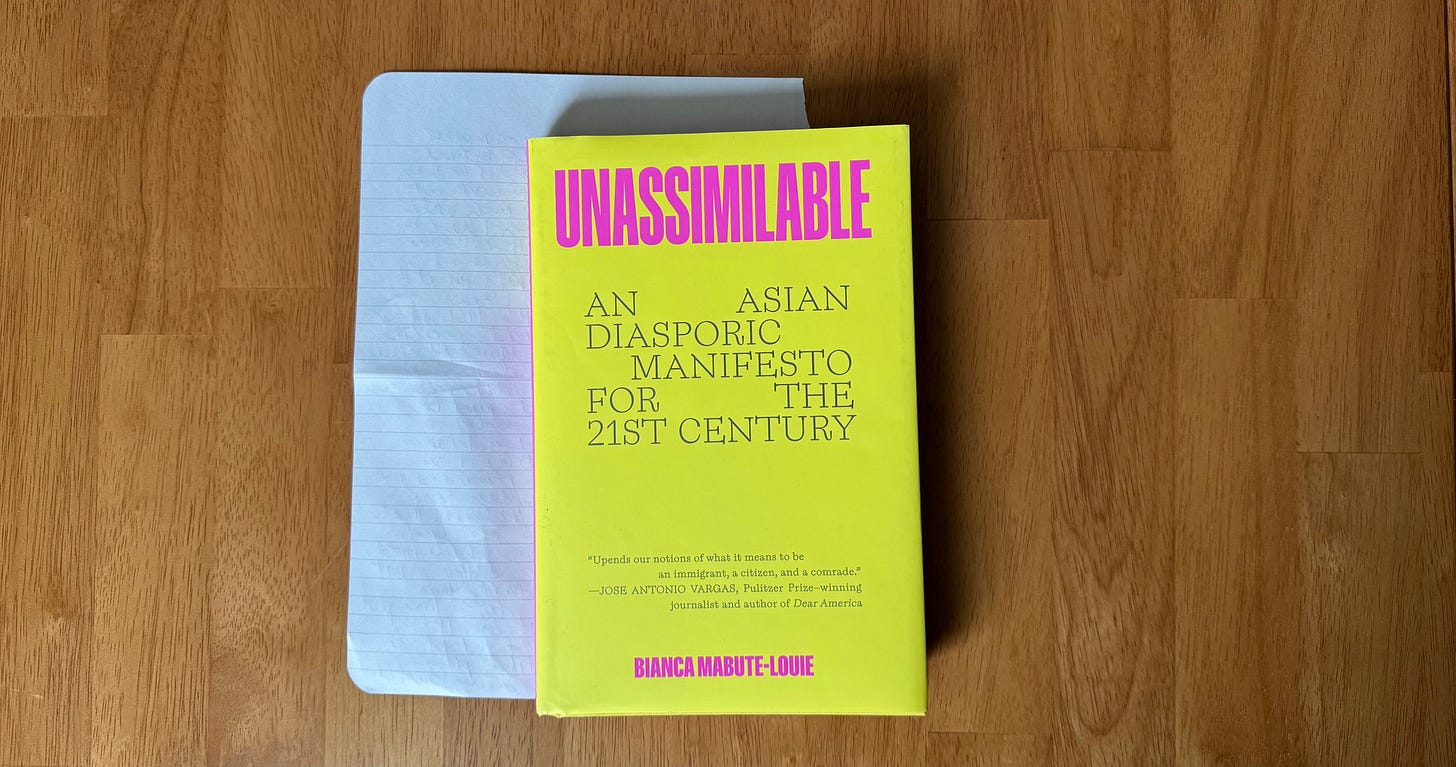 UNASSIMILABLE
AN ASIAN
DIASPORIC
MANIFESTO
FOR THE
21ST CENTURY
“Upends our notions of what it means to be
an immigrant, a citizen, and a comrade.”
—JOSE ANTONIO VARGAS, Pulitzer Prize–winning
journalist and author of Dear America
BIANCA MABUTE-LOUIE